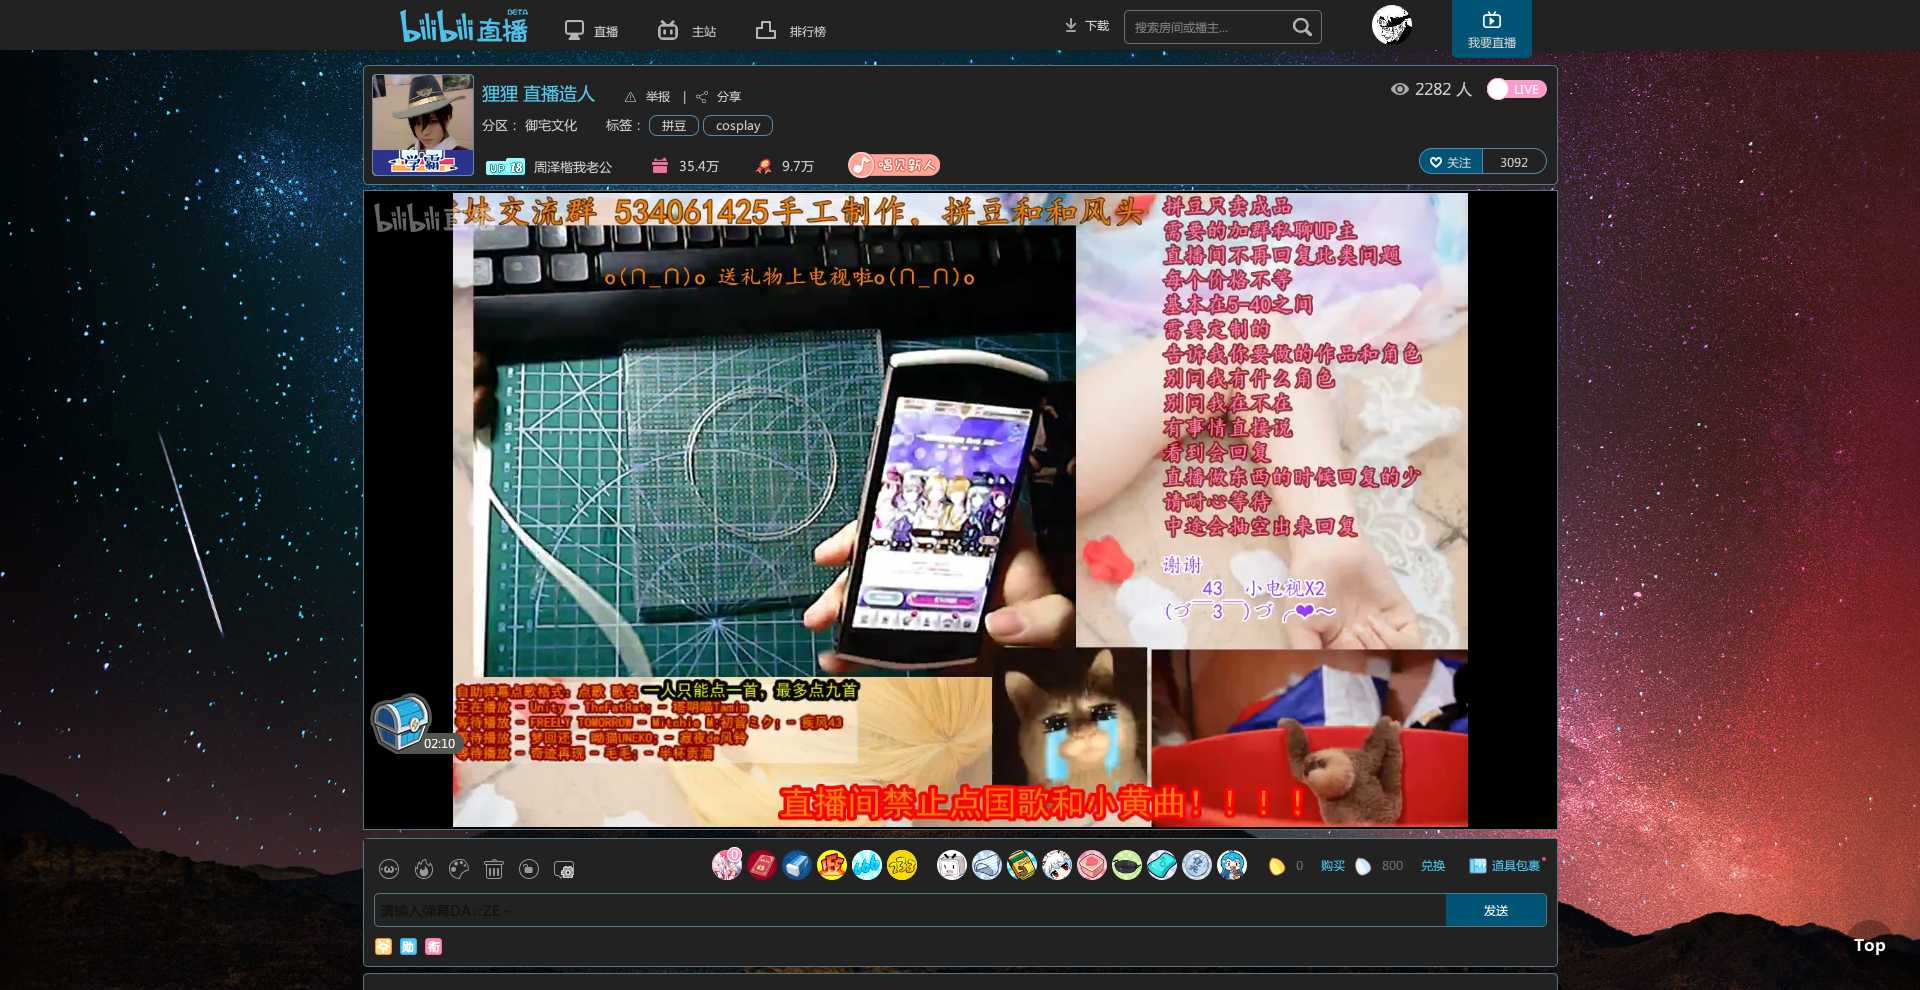 bilibili 直播 BETA
直播
主站
排行榜
下载
搜索房间或播主...
我要直播
狸狸 直播造人
举报 | 分享
2282 人
LIVE
分区： 御宅文化
标签： 拼豆 cosplay
学霸
UP 18 周泽楷我老公
35.4万
9.7万
唱见新人
关注 3092
bilibili 直
妹交流群 534061425手工制作，拼豆和和风头
o(∩_∩)o 送礼物上电视啦o(∩_∩)o
拼豆只卖成品
需要的加群私聊UP主
直播间不再回复此类问题
每个价格不等
基本在5-40之间
需要定制的
告诉我你要做的作品和角色
别问我有什么角色
别问我在不在
有事情直接说
看到会回复
直播做东西的时候回复的少
请耐心等待
中途会抽空出来回复
谢谢
43 小电视X2
(づ￣3￣)づ╭❤～
自助弹幕点歌格式：点歌 歌名 一人只能点一首，最多点九首
正在播放 - Unity - TheFatRat； - 塔明喵Tamim
等待播放 - FREELY TOMORROW - Mitchie M;初音ミク； - 疾风43
等待播放 - 梦回还 - 呦猫UNEKO； - 寂夜dn风铃
等待播放 - 奇迹再现 - 毛毛； - 半杯贡酒
02:10
直播间禁止点国歌和小黄曲！！！！
0
233
0 购买
800 兑换
道具包裹
请输入弹幕DA☆ZE～
发送
勋
衔
Top